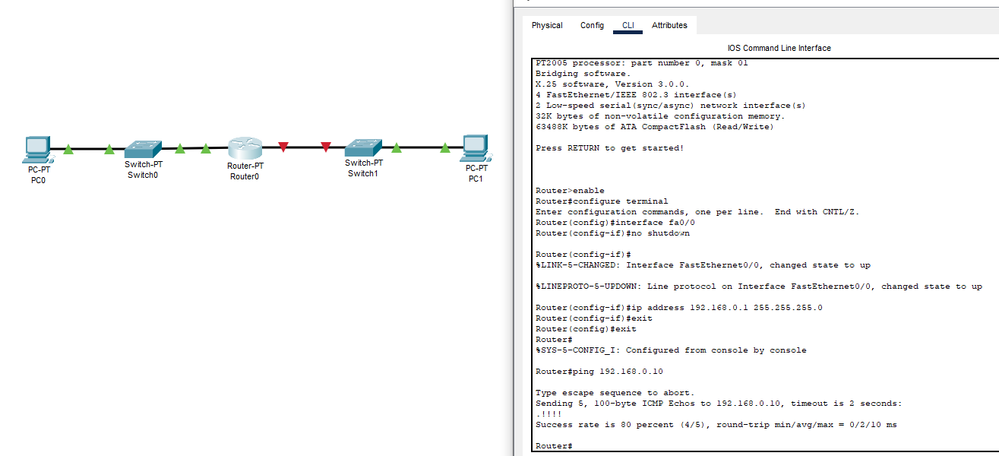 Physical Config CLI Attributes
IOS Command Line Interface
PT2005 processor: part number 0, mask 01
Bridging software.
X.25 software, Version 3.0.0.
4 FastEthernet/IEEE 802.3 interface(s)
2 Low-speed serial(sync/async) network interface(s)
32K bytes of non-volatile configuration memory.
63488K bytes of ATA CompactFlash (Read/Write)
Press RETURN to get started!
Router>enable
Router#configure terminal
Enter configuration commands, one per line.  End with CNTL/Z.
Router(config)#interface fa0/0
Router(config-if)#no shutdown
Router(config-if)#
%LINK-5-CHANGED: Interface FastEthernet0/0, changed state to up
%LINEPROTO-5-UPDOWN: Line protocol on Interface FastEthernet0/0, changed state to up
Router(config-if)#ip address 192.168.0.1 255.255.255.0
Router(config-if)#exit
Router(config)#exit
Router#
%SYS-5-CONFIG_I: Configured from console by console
Router#ping 192.168.0.10
Type escape sequence to abort.
Sending 5, 100-byte ICMP Echos to 192.168.0.10, timeout is 2 seconds:
.!!!!
Success rate is 80 percent (4/5), round-trip min/avg/max = 0/2/10 ms
Router#
PC-PT
PC0
Switch-PT
Switch0
Router-PT
Router0
Switch-PT
Switch1
PC-PT
PC1